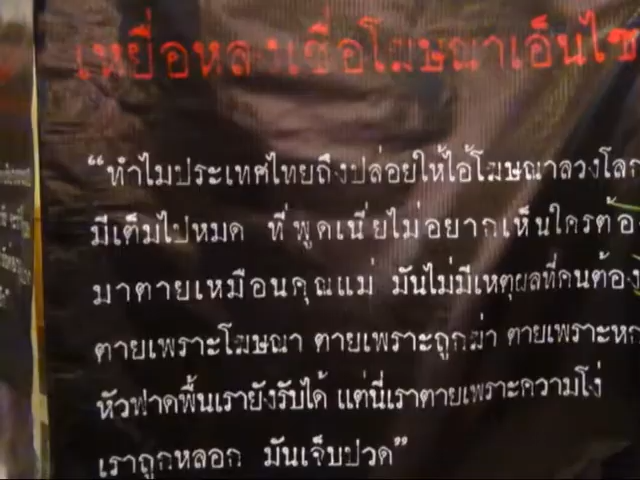 เหยื่อหลงเชื่อโฆษณาเอ็นไซ
“ทำไมประเทศไทยถึงปล่อยให้ไอ้โฆษณาลวงโลก
มีเต็มไปหมด ที่พูดเนี่ยไม่อยากเห็นใครต้อ
มาตายเหมือนคุณแม่ มันไม่มีเหตุผลที่คนต้อง
ตายเพราะโฆษณา ตายเพราะถูกฆ่า ตายเพราะหก
หัวฟาดพื้นเรายังรับได้ แต่นี่เราตายเพราะความโง่
เราถูกหลอก มันเจ็บปวด”